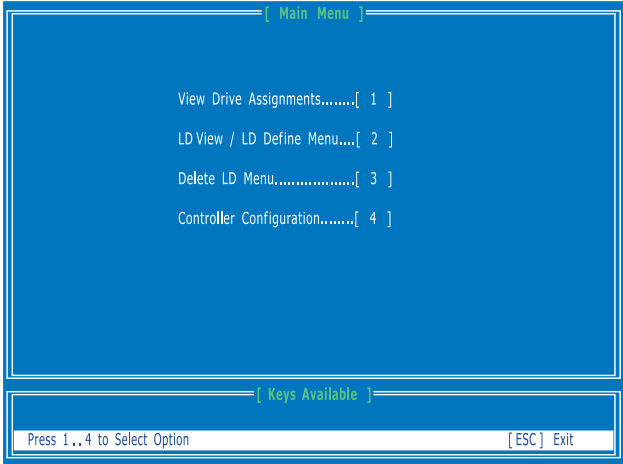 [ Main Menu ]
View Drive Assignments........[ 1 ]
LD View / LD Define Menu....[ 2 ]
Delete LD Menu...................[ 3 ]
Controller Configuration........[ 4 ]
[ Keys Available ]
Press 1..4 to Select Option [ESC] Exit